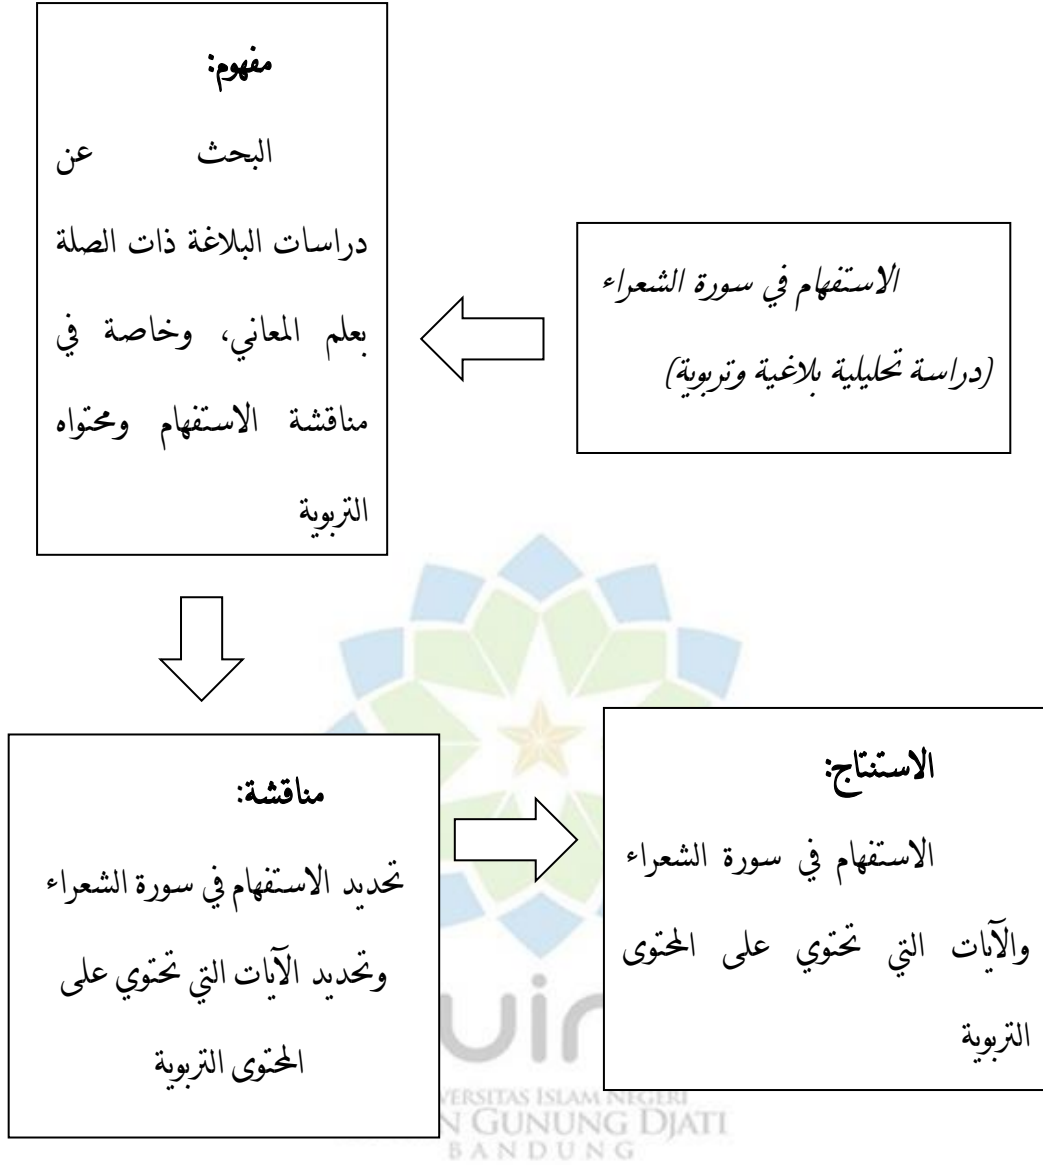 الاستفهام في سورة الشعراء
(دراسة تحليلية بلاغية وتربوية)
مفهوم:
البحث عن
دراسات البلاغة ذات الصلة
بعلم المعاني، وخاصة في
مناقشة الاستفهام ومحتواه
التربوية
مناقشة:
تحديد الاستفهام في سورة الشعراء
وتحديد الآيات التي تحتوي على
المحتوى التربوية
الاستنتاج:
الاستفهام في سورة الشعراء
والآيات التي تحتوي على المحتوى
التربوية
VERSITAS ISLAM NEGERI
N GUNUNG DJATI
BANDUNG